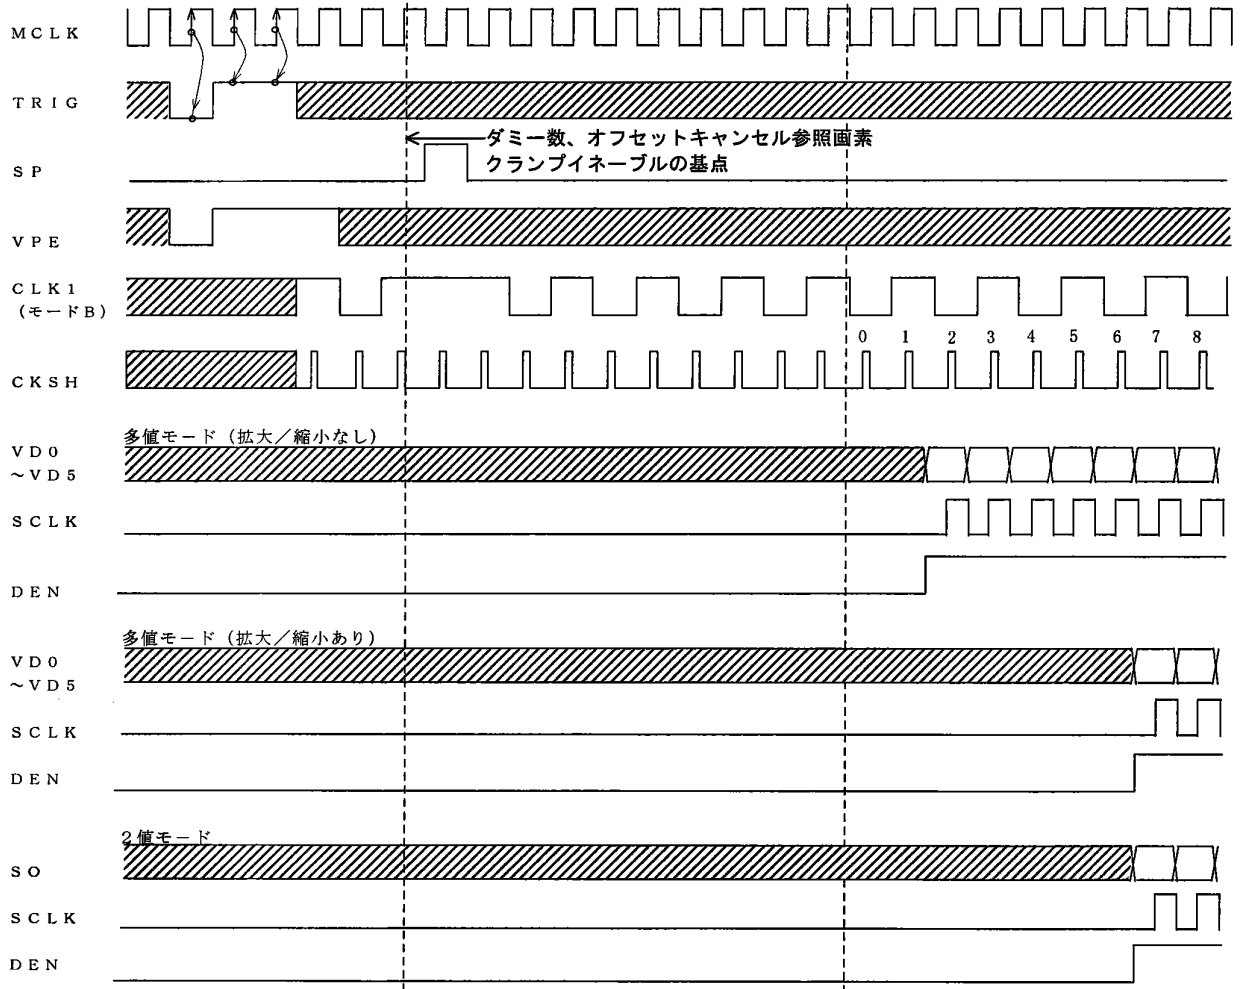 MCLK
TRIG
ダミー数、オフセットキャンセル参照画素
クランプイネーブルの基点
SP
VPE
CLK1
（モードB）
0 1 2 3 4 5 6 7 8
CKSH
多値モード（拡大／縮小なし）
VD0
～VD5
SCLK
DEN
多値モード（拡大／縮小あり）
VD0
～VD5
SCLK
DEN
2値モード
SO
SCLK
DEN